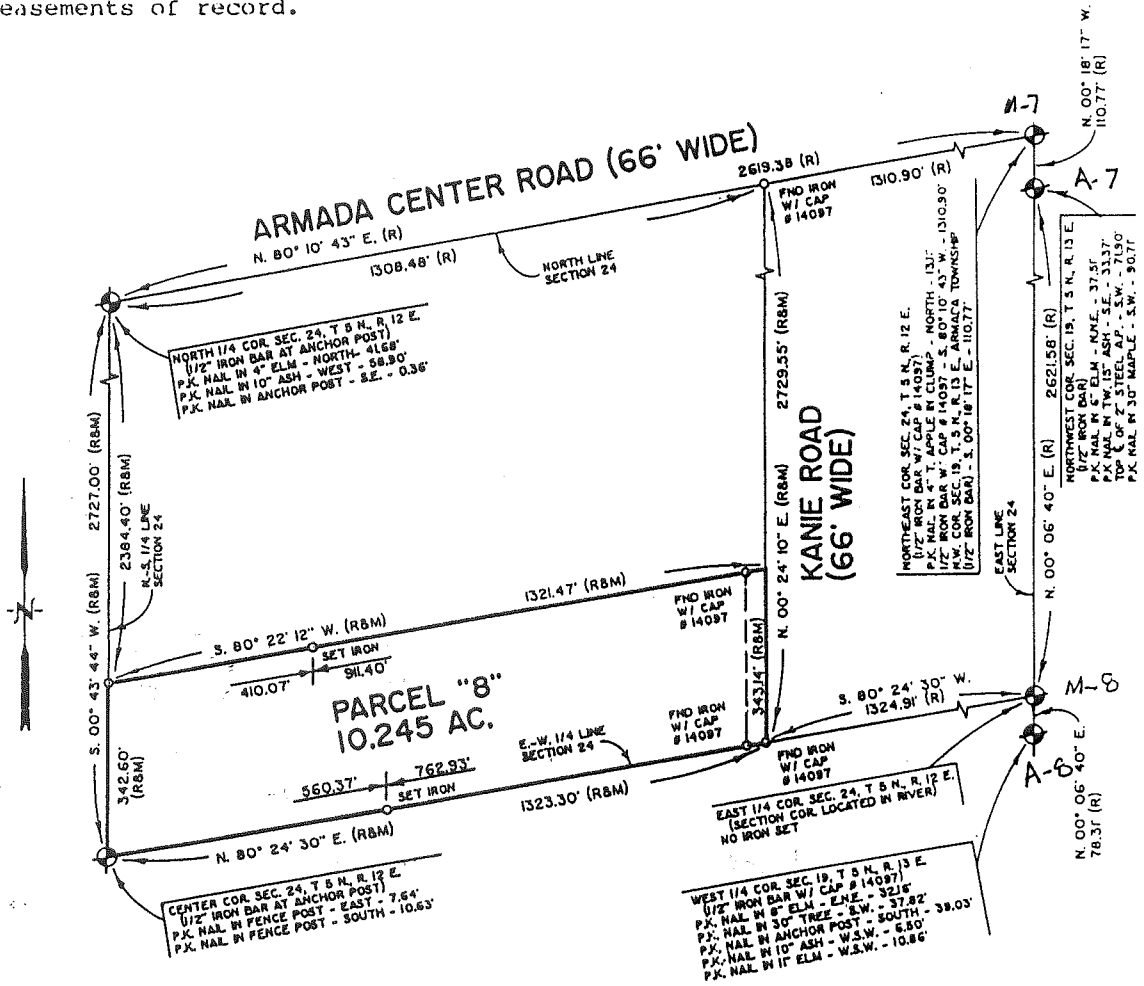 easements of record.
N. 00° 18' 17" W.
110.77' (R)
M-7
A-7
ARMADA CENTER ROAD (66' WIDE)
2619.38 (R)
N. 80° 10' 43" E. (R)
1308.48' (R)
1310.90' (R)
NORTH LINE
SECTION 24
FND IRON
W/ CAP
# 14097
NORTH 1/4 COR. SEC. 24, T 5 N., R. 12 E.
(1/2" IRON BAR AT ANCHOR POST)
P.K. NAIL IN 4" ELM - NORTH - 41.68'
P.K. NAIL IN 10" ASH - WEST - 58.90'
P.K. NAIL IN ANCHOR POST - S.E. - 0.36'
NORTHEAST COR. SEC. 24, T 5 N., R. 12 E.
(1/2" IRON BAR W/ CAP # 14097)
P.K. NAIL IN 4" T. APPLE IN CLUMP - NORTH -
1/2" IRON BAR W/ CAP # 14097 - S. 80° 10' 43" W. - 1310.90'
N.W. COR. SEC. 19, T. 5 N., R. 13 E. ARMADA TOWNSHIP
(1/2" IRON BAR) - S. 00° 18' 17" E. - 110.77'
NORTHWEST COR. SEC. 19, T 5 N., R. 13 E.
(1/2" IRON BAR)
P.K. NAIL IN 6" ELM - N.N.E. - 37.51'
P.K. NAIL IN TW. 15" ASH - S.E. - 33.37'
TOP ℄ OF 2" STEEL A.P. - S.W. - 71.90'
P.K. NAIL IN 30" MAPLE - S.W. - 90.71'
2727.00' (R&M)
2384.40' (R&M)
N.-S. 1/4 LINE
SECTION 24
S. 00° 43' 44" W. (R&M)
342.60'
(R&M)
2729.55' (R&M)
N. 00° 24' 10" E. (R&M)
KANIE ROAD
(66' WIDE)
EAST LINE
SECTION 24
2621.58' (R)
N. 00° 06' 40" E. (R)
1321.47' (R&M)
S. 80° 22' 12" W. (R&M)
SET IRON
410.07'
911.40'
FND IRON
W/ CAP
# 14097
343.14' (R&M)
PARCEL "8"
10.245 AC.
E.-W. 1/4 LINE
SECTION 24
FND IRON
W/ CAP
# 14097
S. 80° 24' 30" W.
1324.91' (R)
M-8
A-8
560.37'
762.93'
SET IRON
1323.30' (R&M)
N. 80° 24' 30" E. (R&M)
FND IRON
W/ CAP
# 14097
EAST 1/4 COR. SEC. 24, T 5 N., R. 12 E.
(SECTION COR. LOCATED IN RIVER)
NO IRON SET
N. 00° 06' 40" E.
78.31' (R)
CENTER COR. SEC. 24, T 5 N., R. 12 E.
(1/2" IRON BAR AT ANCHOR POST)
P.K. NAIL IN FENCE POST - EAST - 7.64'
P.K. NAIL IN FENCE POST - SOUTH - 10.63'
WEST 1/4 COR. SEC. 19, T 5 N., R. 13 E.
(1/2" IRON BAR W/ CAP # 14097)
P.K. NAIL IN 8" ELM - E.N.E. - 32.16'
P.K. NAIL IN 30" TREE - S.W. - 37.82'
P.K. NAIL IN ANCHOR POST - SOUTH - 39.03'
P.K. NAIL IN 10" ASH - W.S.W. - 6.50'
P.K. NAIL IN 11" ELM - W.S.W. - 10.86'
N